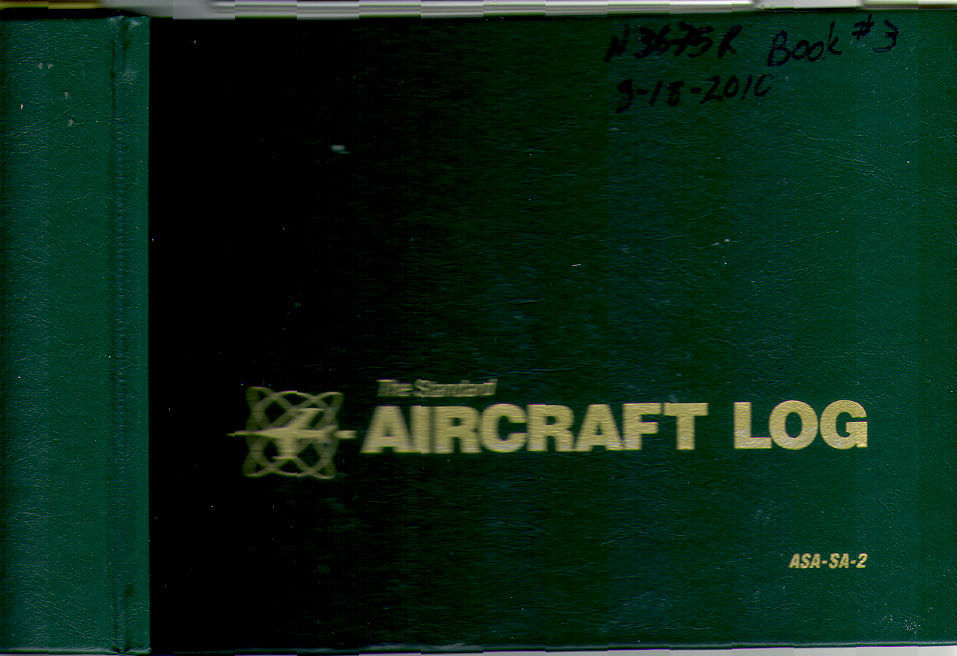 N3675R Book #3
9-18-2010
The Standard
AIRCRAFT LOG
ASA-SA-2